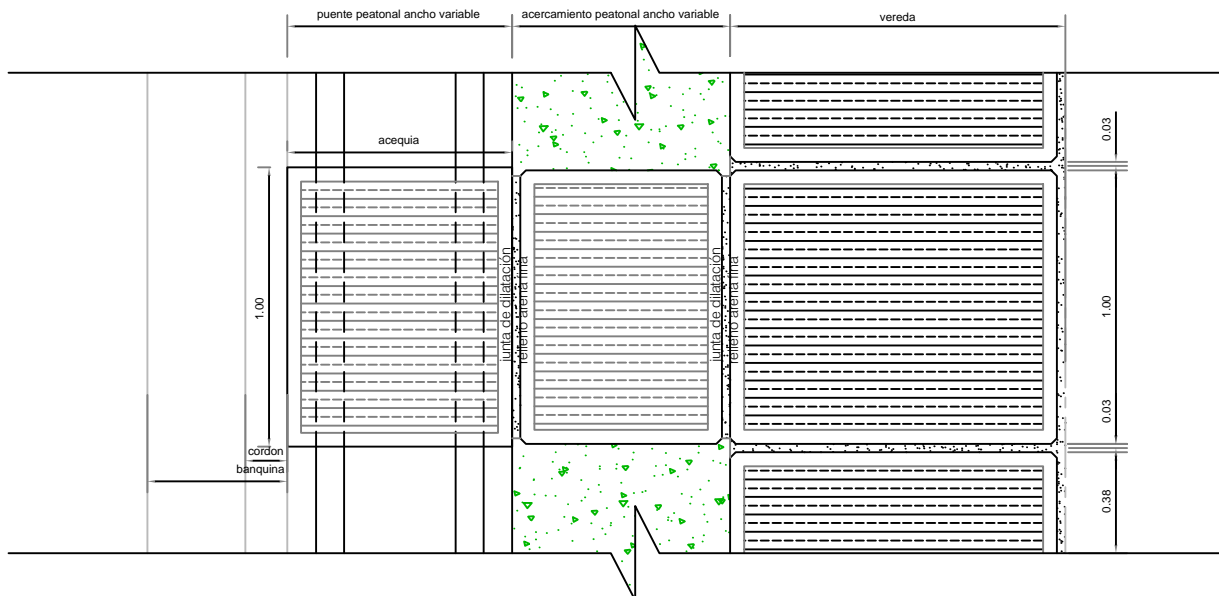 puente peatonal ancho variable
acercamiento peatonal ancho variable
vereda
acequia
0.03
1.00
junta de dilatación
relleno arena fina
junta de dilatación
relleno arena fina
1.00
0.03
cordon
banquina
0.38